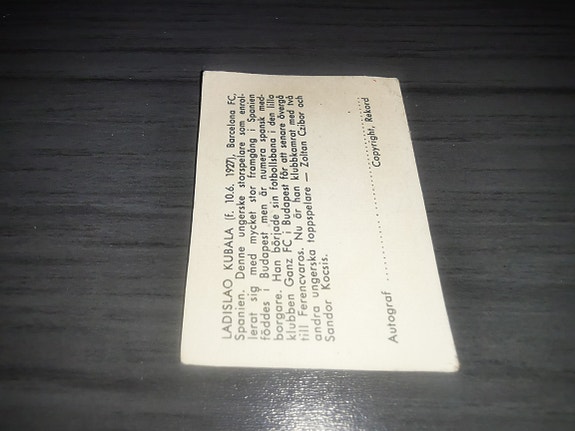 LADISLAO KUBALA (f. 10.6. 1927), Barcelona FC,
Spanien. Denne ungerske storspelare som enrol-
lerat sig med mycket stor framgång i Spanien
föddes i Budapest men är numera spansk med-
borgare. Han började sin fotbollsbana i den lilla
klubben Ganz FC i Budapest för att senare övergå
till Ferencvaros. Nu är han klubbkamrat med två
andra ungerska toppspelare — Zoltan Czibor och
Sandor Kocsis.
Autograf ........................................
Copyright, Rekord